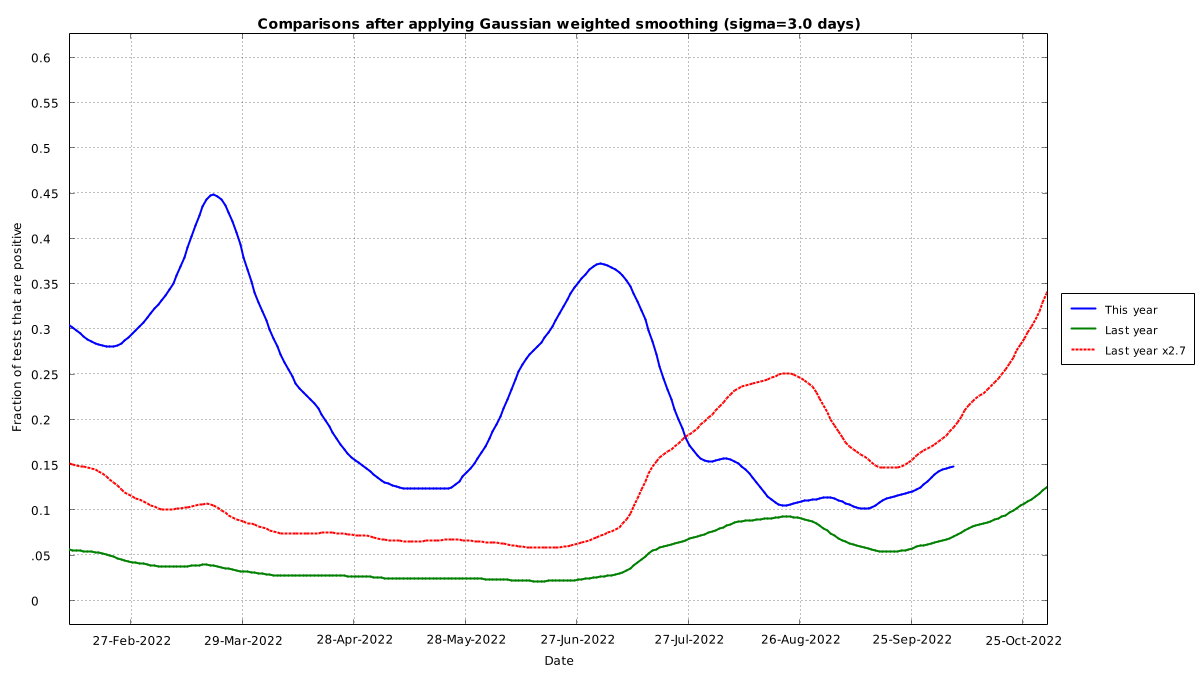 Comparisons after applying Gaussian weighted smoothing (sigma=3.0 days)
0.6
0.55
0.5
0.45
0.4
0.35
0.3
0.25
0.2
0.15
0.1
.05
0
Fraction of tests that are positive
27-Feb-2022
29-Mar-2022
28-Apr-2022
28-May-2022
27-Jun-2022
27-Jul-2022
26-Aug-2022
25-Sep-2022
25-Oct-2022
Date
This year
Last year
Last year x2.7